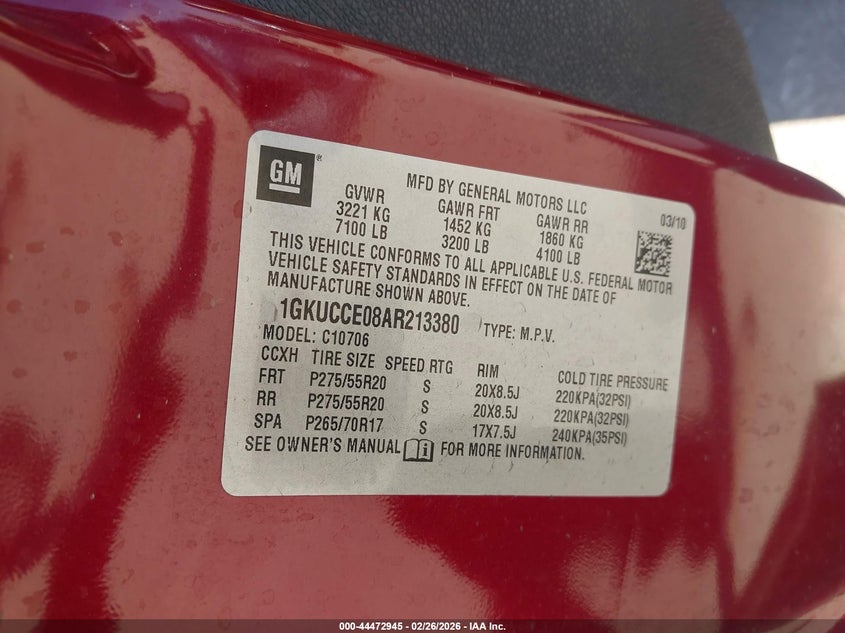 GM ®
MFD BY GENERAL MOTORS LLC
03/10
GVWR GAWR FRT GAWR RR
3221 KG 1452 KG 1860 KG
7100 LB 3200 LB 4100 LB
THIS VEHICLE CONFORMS TO ALL APPLICABLE U.S. FEDERAL MOTOR
VEHICLE SAFETY STANDARDS IN EFFECT ON THE DATE OF
MANUFACTURE SHOWN ABOVE.
1GKUCCE08AR213380 TYPE: M.P.V.
MODEL: C10706
CCXH TIRE SIZE SPEED RTG RIM COLD TIRE PRESSURE
FRT P275/55R20 S 20X8.5J 220KPA(32PSI)
RR P275/55R20 S 20X8.5J 220KPA(32PSI)
SPA P265/70R17 S 17X7.5J 240KPA(35PSI)
SEE OWNER'S MANUAL FOR MORE INFORMATION.
000-44472945 - 02/26/2026 - IAA Inc.